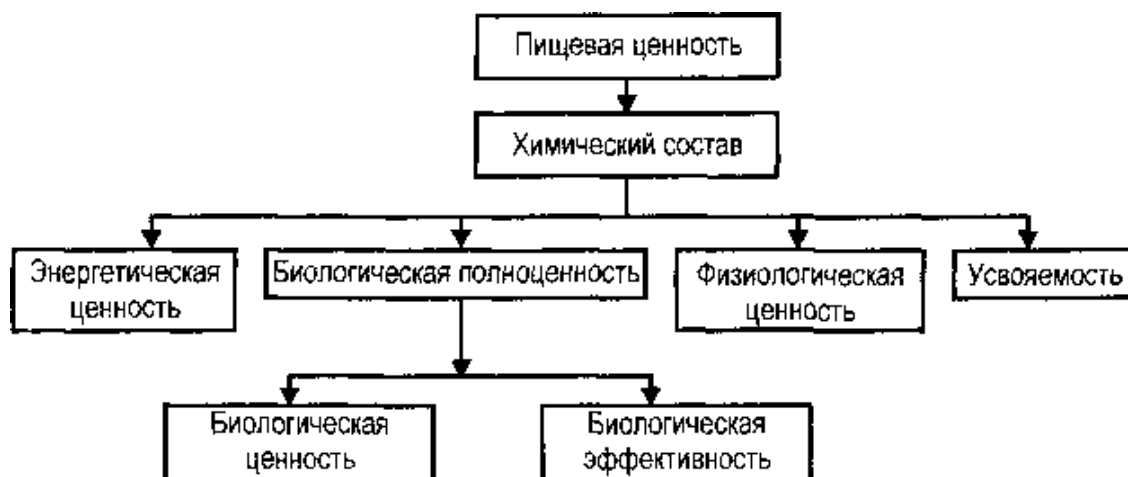 Пищевая ценность
Химический состав
Энергетическая
ценность
Биологическая полноценность
Физиологическая
ценность
Усвояемость
Биологическая
ценность
Биологическая
эффективность